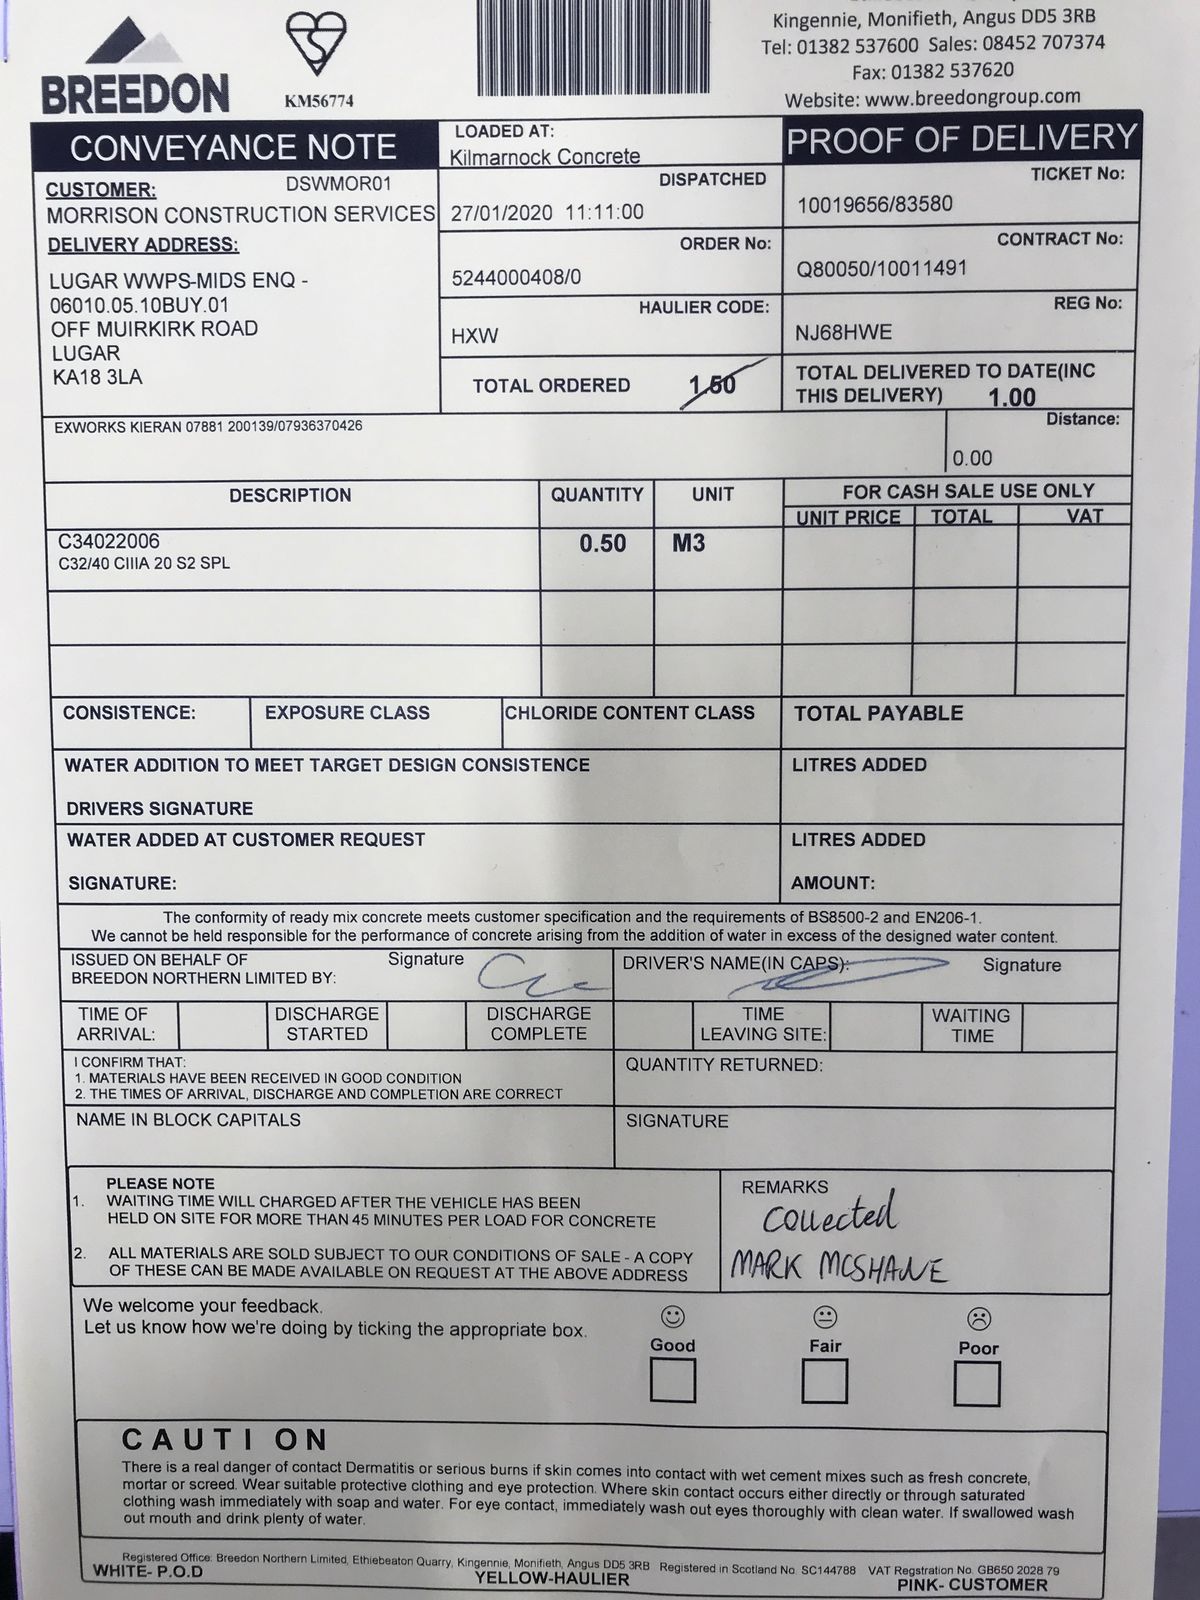 Kingennie, Monifieth, Angus DD5 3RB
Tel: 01382 537600 Sales: 08452 707374
Fax: 01382 537620
Website: www.breedongroup.com
BREEDON
KM56774
CONVEYANCE NOTE
LOADED AT:
Kilmarnock Concrete
PROOF OF DELIVERY
CUSTOMER: DSWMOR01
MORRISON CONSTRUCTION SERVICES
DISPATCHED
27/01/2020 11:11:00
TICKET No:
10019656/83580
DELIVERY ADDRESS:
LUGAR WWPS-MIDS ENQ -
06010.05.10BUY.01
OFF MUIRKIRK ROAD
LUGAR
KA18 3LA
ORDER No:
5244000408/0
CONTRACT No:
Q80050/10011491
HAULIER CODE:
HXW
REG No:
NJ68HWE
TOTAL ORDERED 1.50
TOTAL DELIVERED TO DATE(INC
THIS DELIVERY) 1.00
EXWORKS KIERAN 07881 200139/07936370426
Distance:
0.00
DESCRIPTION QUANTITY UNIT FOR CASH SALE USE ONLY
UNIT PRICE TOTAL VAT
C34022006 0.50 M3
C32/40 CIIIA 20 S2 SPL
CONSISTENCE: EXPOSURE CLASS CHLORIDE CONTENT CLASS TOTAL PAYABLE
WATER ADDITION TO MEET TARGET DESIGN CONSISTENCE LITRES ADDED
DRIVERS SIGNATURE
WATER ADDED AT CUSTOMER REQUEST LITRES ADDED
SIGNATURE: AMOUNT:
The conformity of ready mix concrete meets customer specification and the requirements of BS8500-2 and EN206-1.
We cannot be held responsible for the performance of concrete arising from the addition of water in excess of the designed water content.
ISSUED ON BEHALF OF Signature
BREEDON NORTHERN LIMITED BY:
DRIVER'S NAME(IN CAPS): Signature
TIME OF
ARRIVAL:
DISCHARGE
STARTED
DISCHARGE
COMPLETE
TIME
LEAVING SITE:
WAITING
TIME
I CONFIRM THAT:
1. MATERIALS HAVE BEEN RECEIVED IN GOOD CONDITION
2. THE TIMES OF ARRIVAL, DISCHARGE AND COMPLETION ARE CORRECT
QUANTITY RETURNED:
NAME IN BLOCK CAPITALS
SIGNATURE
PLEASE NOTE
1. WAITING TIME WILL CHARGED AFTER THE VEHICLE HAS BEEN
HELD ON SITE FOR MORE THAN 45 MINUTES PER LOAD FOR CONCRETE
2. ALL MATERIALS ARE SOLD SUBJECT TO OUR CONDITIONS OF SALE - A COPY
OF THESE CAN BE MADE AVAILABLE ON REQUEST AT THE ABOVE ADDRESS
REMARKS
Collected
MARK MCSHANE
We welcome your feedback.
Let us know how we're doing by ticking the appropriate box.
Good Fair Poor
CAUTION
There is a real danger of contact Dermatitis or serious burns if skin comes into contact with wet cement mixes such as fresh concrete,
mortar or screed. Wear suitable protective clothing and eye protection. Where skin contact occurs either directly or through saturated
clothing wash immediately with soap and water. For eye contact, immediately wash out eyes thoroughly with clean water. If swallowed wash
out mouth and drink plenty of water.
Registered Office: Breedon Northern Limited, Ethiebeaton Quarry, Kingennie, Monifieth, Angus DD5 3RB Registered in Scotland No. SC144788 VAT Regstration No. GB650 2028 79
WHITE- P.O.D YELLOW-HAULIER PINK- CUSTOMER